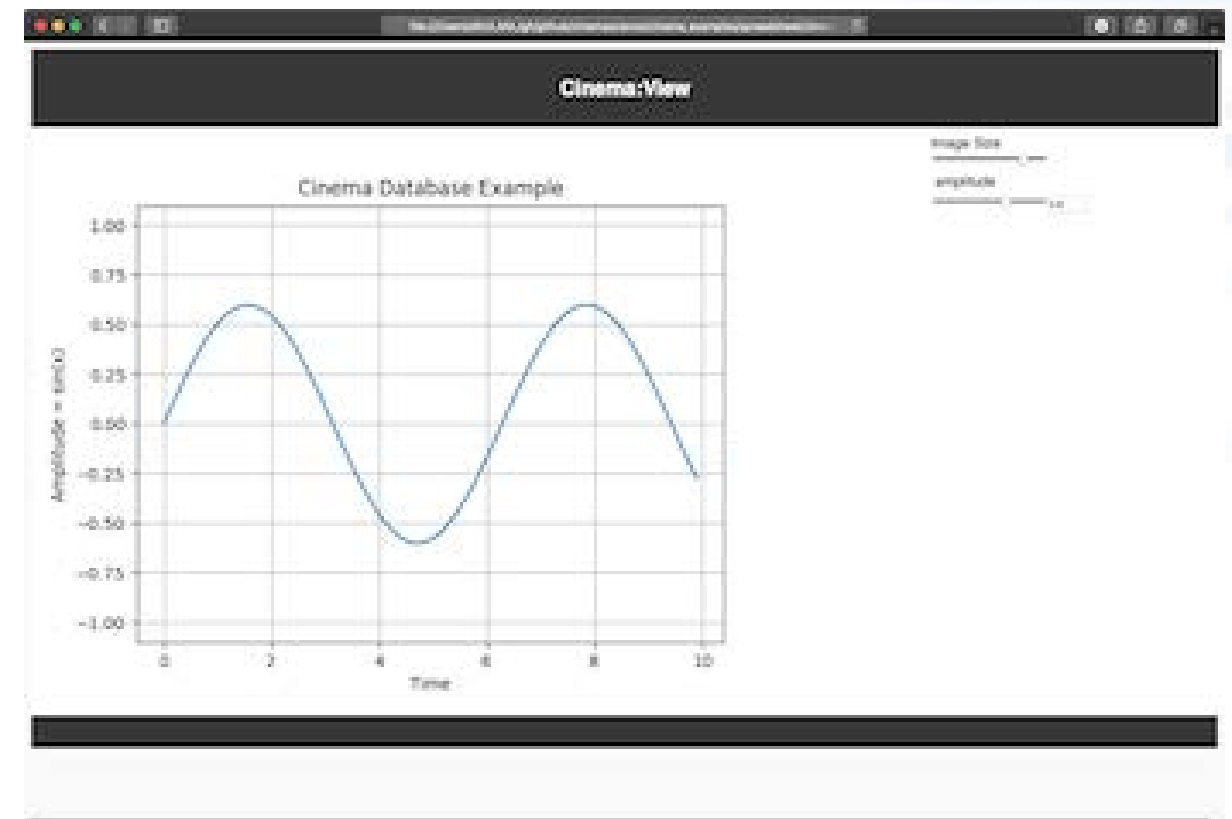 Cinema:View
Image Size
amplitude
Cinema Database Example
1.00
0.75
0.50
0.25
0.00
−0.25
−0.50
−0.75
−1.00
Amplitude = sin(x)
0 2 4 6 8 10
Time